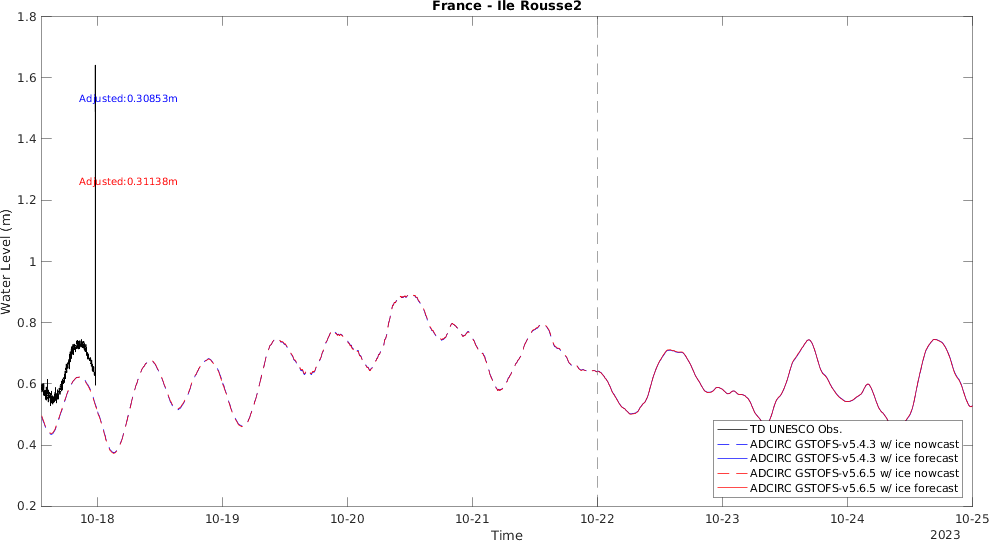 France - Ile Rousse2
1.8
1.6
1.4
1.2
1
0.8
0.6
0.4
0.2
Water Level (m)
Adjusted:0.30853m
Adjusted:0.31138m
TD UNESCO Obs.
ADCIRC GSTOFS-v5.4.3 w/ ice nowcast
ADCIRC GSTOFS-v5.4.3 w/ ice forecast
ADCIRC GSTOFS-v5.6.5 w/ ice nowcast
ADCIRC GSTOFS-v5.6.5 w/ ice forecast
10-18 10-19 10-20 10-21 10-22 10-23 10-24 10-25
Time
2023